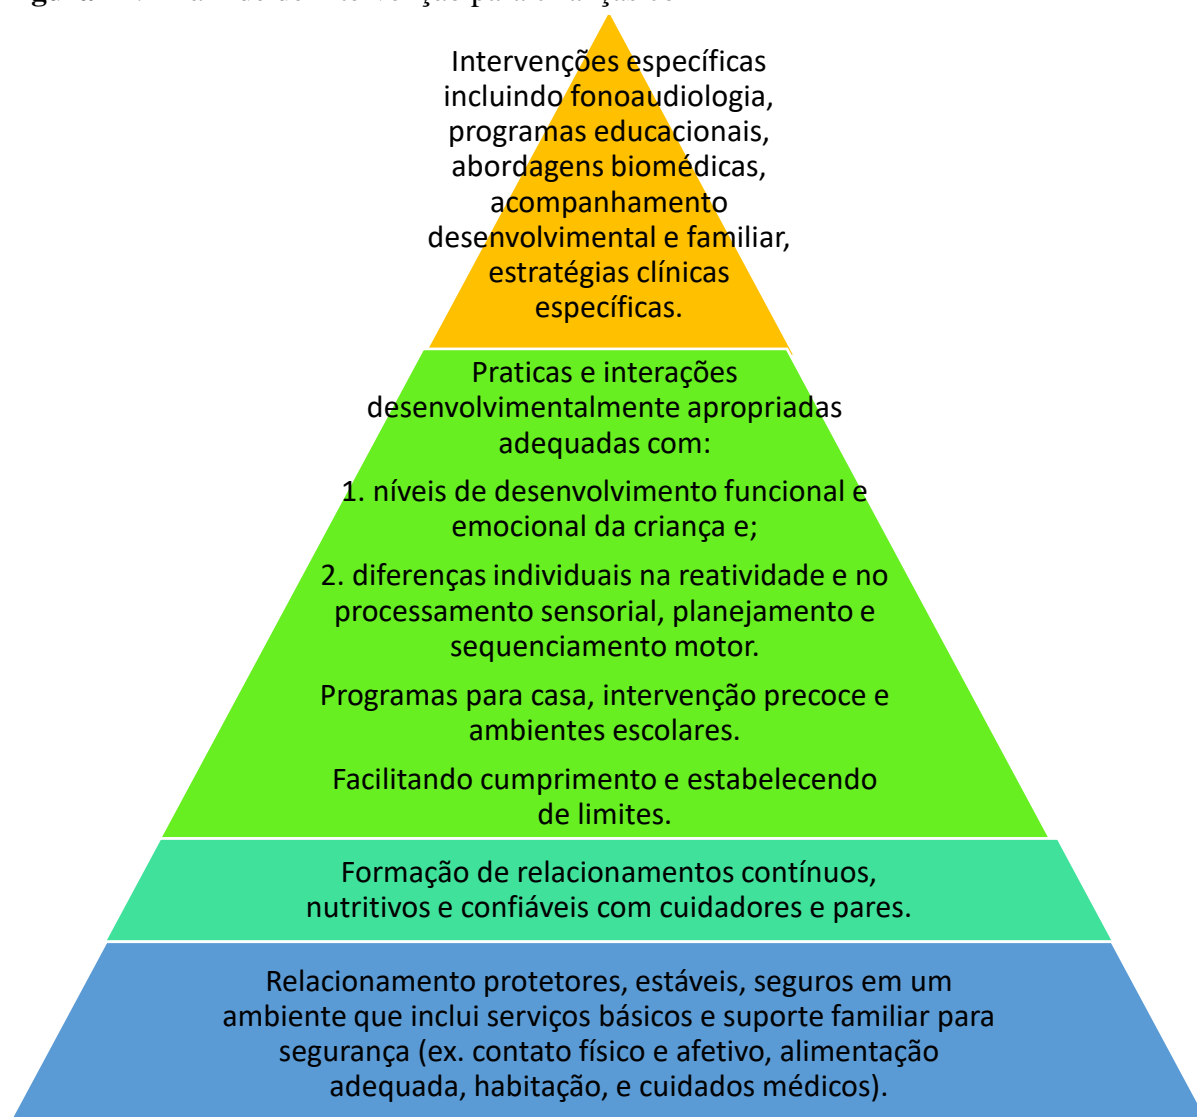 Intervenções específicas
incluindo fonoaudiologia,
programas educacionais,
abordagens biomédicas,
acompanhamento
desenvolvimental e familiar,
estratégias clínicas
específicas.
Praticas e interações
desenvolvimentalmente apropriadas
adequadas com:
1. níveis de desenvolvimento funcional e
emocional da criança e;
2. diferenças individuais na reatividade e no
processamento sensorial, planejamento e
sequenciamento motor.
Programas para casa, intervenção precoce e
ambientes escolares.
Facilitando cumprimento e estabelecendo
de limites.
Formação de relacionamentos contínuos,
nutritivos e confiáveis com cuidadores e pares.
Relacionamento protetores, estáveis, seguros em um
ambiente que inclui serviços básicos e suporte familiar para
segurança (ex. contato físico e afetivo, alimentação
adequada, habitação, e cuidados médicos).